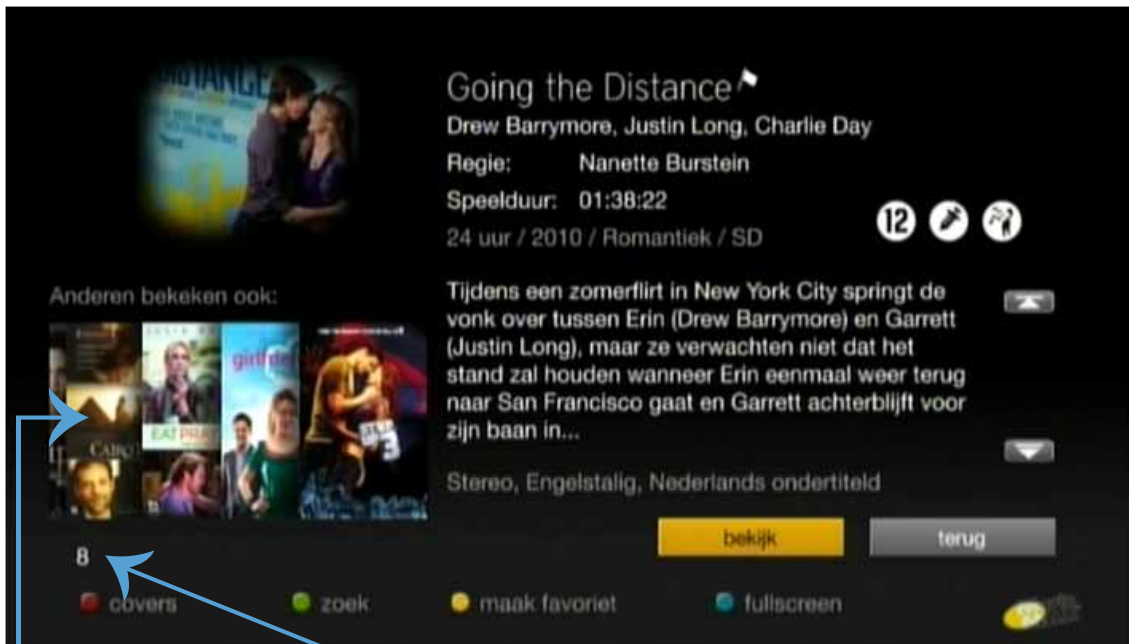 DISTANCE
Going the Distance
Drew Barrymore, Justin Long, Charlie Day
Regie: Nanette Burstein
Speelduur: 01:38:22
24 uur / 2010 / Romantiek / SD
12
Anderen bekeken ook:
Tijdens een zomerflirt in New York City springt de
vonk over tussen Erin (Drew Barrymore) en Garrett
(Justin Long), maar ze verwachten niet dat het
stand zal houden wanneer Erin eenmaal weer terug
naar San Francisco gaat en Garrett achterblijft voor
zijn baan in...
EAT PRAY
CAIRO
Stereo, Engelstalig, Nederlands ondertiteld
bekijk terug
8
covers zoek maak favoriet fullscreen